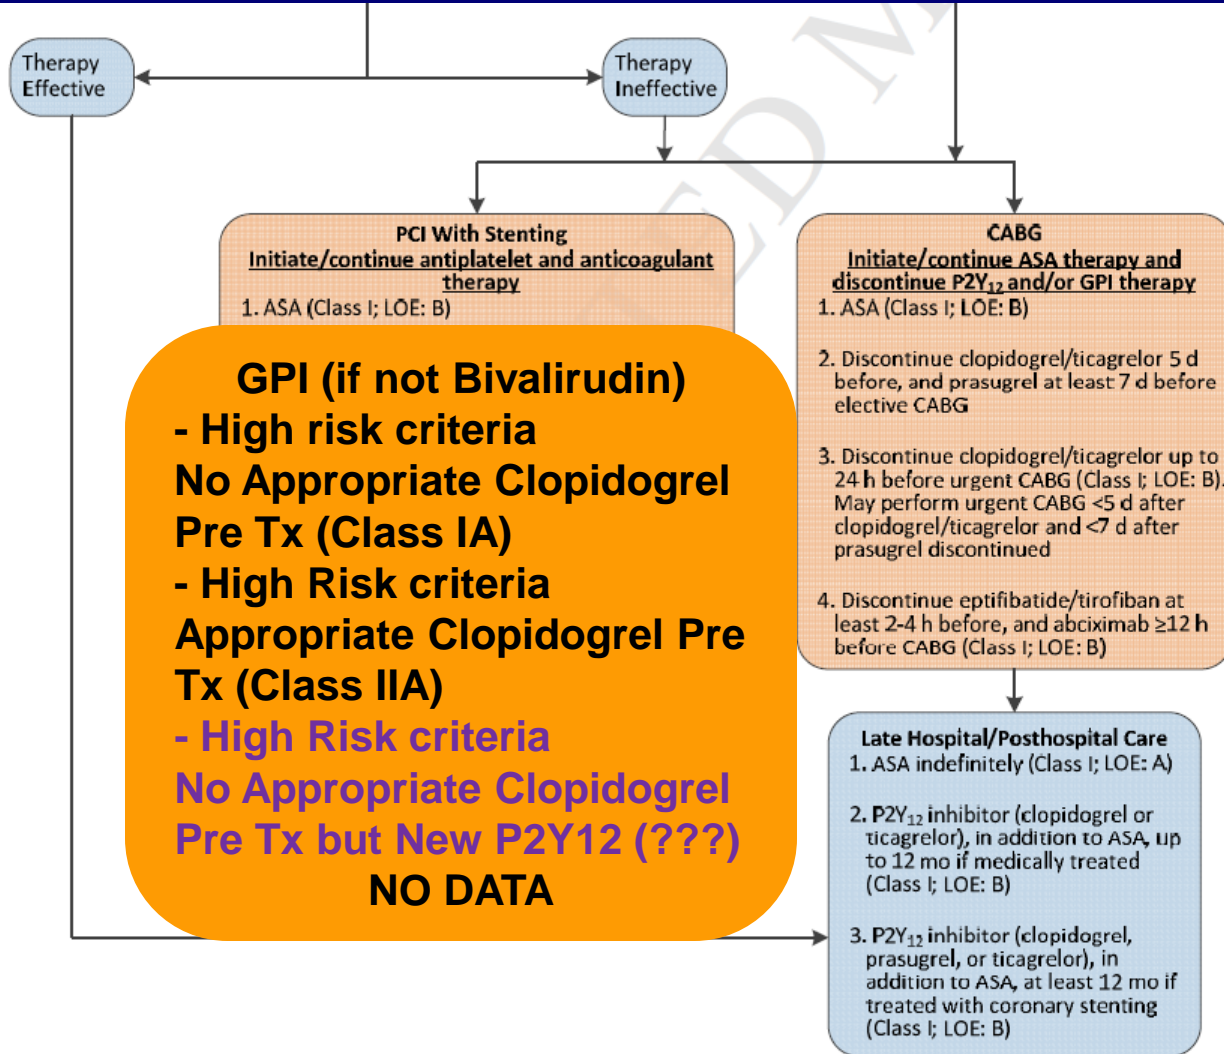 Therapy
Effective
Therapy
Ineffective
PCI With Stenting
Initiate/continue antiplatelet and anticoagulant
therapy
1. ASA (Class I; LOE: B)
GPI (if not Bivalirudin)
- High risk criteria
No Appropriate Clopidogrel
Pre Tx (Class IA)
- High Risk criteria
Appropriate Clopidogrel Pre
Tx (Class IIA)
- High Risk criteria
No Appropriate Clopidogrel
Pre Tx but New P2Y12 (???)
NO DATA
CABG
Initiate/continue ASA therapy and
discontinue P2Y₁₂ and/or GPI therapy
1. ASA (Class I; LOE: B)
2. Discontinue clopidogrel/ticagrelor 5 d
before, and prasugrel at least 7 d before
elective CABG
3. Discontinue clopidogrel/ticagrelor up to
24 h before urgent CABG (Class I; LOE: B).
May perform urgent CABG <5 d after
clopidogrel/ticagrelor and <7 d after
prasugrel discontinued
4. Discontinue eptifibatide/tirofiban at
least 2-4 h before, and abciximab ≥12 h
before CABG (Class I; LOE: B)
Late Hospital/Posthospital Care
1. ASA indefinitely (Class I; LOE: A)
2. P2Y₁₂ inhibitor (clopidogrel or
ticagrelor), in addition to ASA, up
to 12 mo if medically treated
(Class I; LOE: B)
3. P2Y₁₂ inhibitor (clopidogrel,
prasugrel, or ticagrelor), in
addition to ASA, at least 12 mo if
treated with coronary stenting
(Class I; LOE: B)